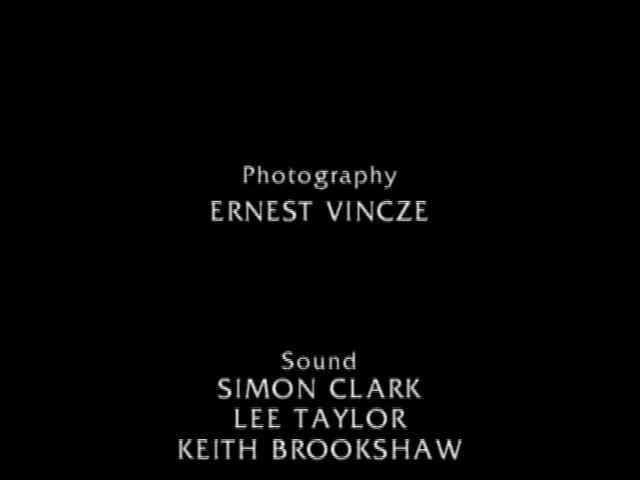 Photography
ERNEST VINCZE
Sound
SIMON CLARK
LEE TAYLOR
KEITH BROOKSHAW